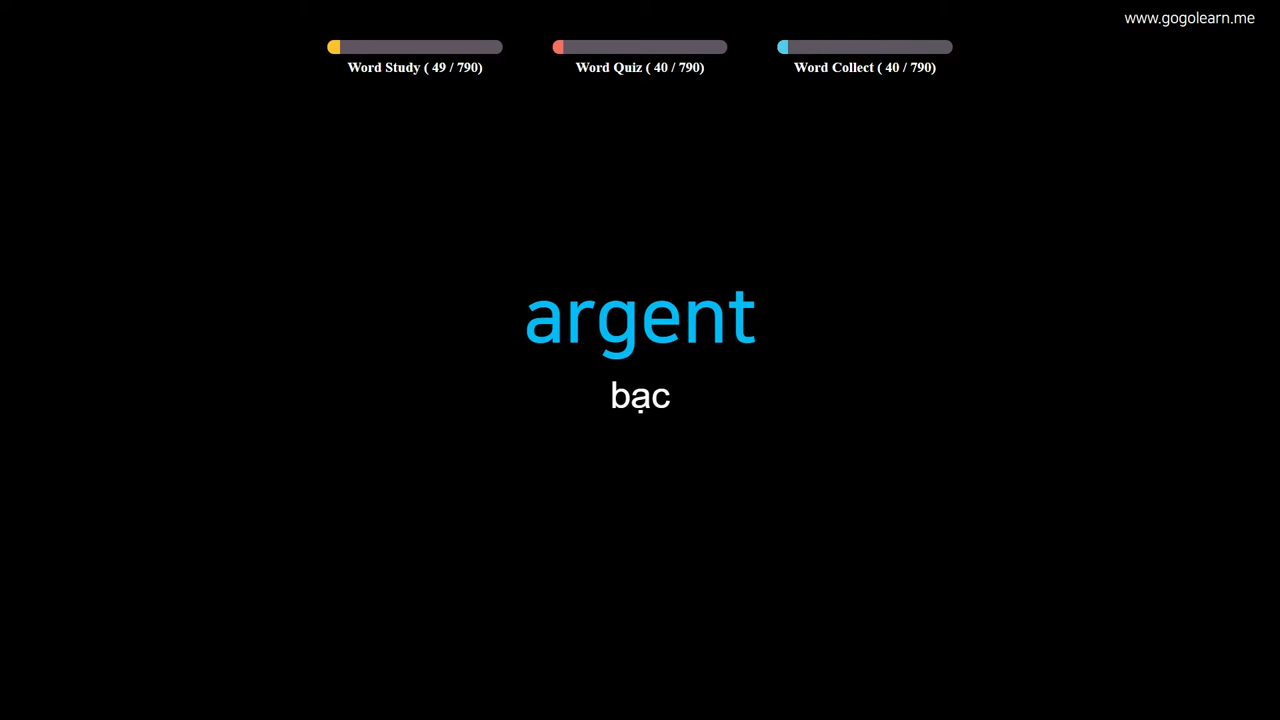 www.gogolearn.me
Word Study ( 49 / 790)
Word Quiz ( 40 / 790)
Word Collect ( 40 / 790)
argent
bạc